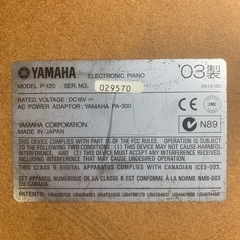 YAMAHA ELECTRONIC PIANO '03製
MODEL P-120 SERIAL NO. 029570
RATED VOLTAGE: DC16V
AC POWER ADAPTOR: YAMAHA PA-300
YAMAHA CORPORATION
MADE IN JAPAN
N89
THIS DEVICE COMPLIES WITH PART 15 OF THE FCC RULES. OPERATION
IS SUBJECT TO THE FOLLOWING TWO CONDITIONS: (1) THIS DEVICE MAY
NOT CAUSE HARMFUL INTERFERENCE, AND (2) THIS DEVICE MUST ACCEPT
ANY INTERFERENCE RECEIVED, INCLUDING INTERFERENCE THAT MAY
CAUSE UNDESIRED OPERATION.
THIS CLASS B DIGITAL APPARATUS COMPLIES WITH CANADIAN ICES-003.
CET APPAREIL NUMÉRIQUE DE LA CLASSE B EST CONFORME À LA NORME NMB-003
DU CANADA.
PATENTS